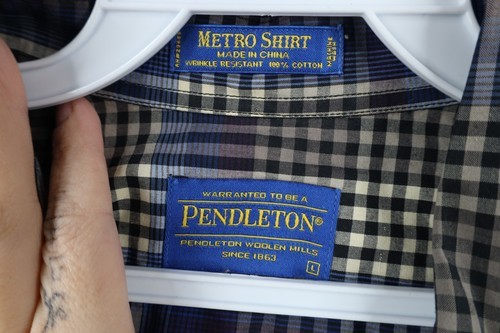 METRO SHIRT
MADE IN CHINA
WRINKLE RESISTANT 100% COTTON
WARRANTED TO BE A
PENDLETON®
PENDLETON WOOLEN MILLS
SINCE 1863
L